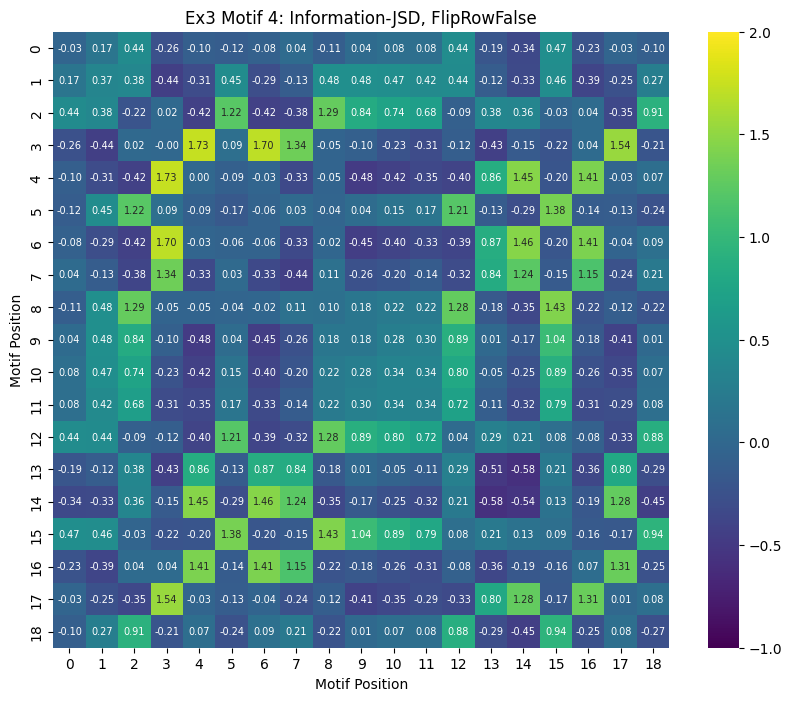 Ex3 Motif 4: Information-JSD, FlipRowFalse
0 -0.03 0.17 0.44 -0.26 -0.10 -0.12 -0.08 0.04 -0.11 0.04 0.08 0.08 0.44 -0.19 -0.34 0.47 -0.23 -0.03 -0.10
1 0.17 0.37 0.38 -0.44 -0.31 0.45 -0.29 -0.13 0.48 0.48 0.47 0.42 0.44 -0.12 -0.33 0.46 -0.39 -0.25 0.27
2 0.44 0.38 -0.22 0.02 -0.42 1.22 -0.42 -0.38 1.29 0.84 0.74 0.68 -0.09 0.38 0.36 -0.03 0.04 -0.35 0.91
3 -0.26 -0.44 0.02 -0.00 1.73 0.09 1.70 1.34 -0.05 -0.10 -0.23 -0.31 -0.12 -0.43 -0.15 -0.22 0.04 1.54 -0.21
4 -0.10 -0.31 -0.42 1.73 0.00 -0.09 -0.03 -0.33 -0.05 -0.48 -0.42 -0.35 -0.40 0.86 1.45 -0.20 1.41 -0.03 0.07
5 -0.12 0.45 1.22 0.09 -0.09 -0.17 -0.06 0.03 -0.04 0.04 0.15 0.17 1.21 -0.13 -0.29 1.38 -0.14 -0.13 -0.24
6 -0.08 -0.29 -0.42 1.70 -0.03 -0.06 -0.06 -0.33 -0.02 -0.45 -0.40 -0.33 -0.39 0.87 1.46 -0.20 1.41 -0.04 0.09
7 0.04 -0.13 -0.38 1.34 -0.33 0.03 -0.33 -0.44 0.11 -0.26 -0.20 -0.14 -0.32 0.84 1.24 -0.15 1.15 -0.24 0.21
8 -0.11 0.48 1.29 -0.05 -0.05 -0.04 -0.02 0.11 0.10 0.18 0.22 0.22 1.28 -0.18 -0.35 1.43 -0.22 -0.12 -0.22
9 0.04 0.48 0.84 -0.10 -0.48 0.04 -0.45 -0.26 0.18 0.18 0.28 0.30 0.89 0.01 -0.17 1.04 -0.18 -0.41 0.01
10 0.08 0.47 0.74 -0.23 -0.42 0.15 -0.40 -0.20 0.22 0.28 0.34 0.34 0.80 -0.05 -0.25 0.89 -0.26 -0.35 0.07
11 0.08 0.42 0.68 -0.31 -0.35 0.17 -0.33 -0.14 0.22 0.30 0.34 0.34 0.72 -0.11 -0.32 0.79 -0.31 -0.29 0.08
12 0.44 0.44 -0.09 -0.12 -0.40 1.21 -0.39 -0.32 1.28 0.89 0.80 0.72 0.04 0.29 0.21 0.08 -0.08 -0.33 0.88
13 -0.19 -0.12 0.38 -0.43 0.86 -0.13 0.87 0.84 -0.18 0.01 -0.05 -0.11 0.29 -0.51 -0.58 0.21 -0.36 0.80 -0.29
14 -0.34 -0.33 0.36 -0.15 1.45 -0.29 1.46 1.24 -0.35 -0.17 -0.25 -0.32 0.21 -0.58 -0.54 0.13 -0.19 1.28 -0.45
15 0.47 0.46 -0.03 -0.22 -0.20 1.38 -0.20 -0.15 1.43 1.04 0.89 0.79 0.08 0.21 0.13 0.09 -0.16 -0.17 0.94
16 -0.23 -0.39 0.04 0.04 1.41 -0.14 1.41 1.15 -0.22 -0.18 -0.26 -0.31 -0.08 -0.36 -0.19 -0.16 0.07 1.31 -0.25
17 -0.03 -0.25 -0.35 1.54 -0.03 -0.13 -0.04 -0.24 -0.12 -0.41 -0.35 -0.29 -0.33 0.80 1.28 -0.17 1.31 0.01 0.08
18 -0.10 0.27 0.91 -0.21 0.07 -0.24 0.09 0.21 -0.22 0.01 0.07 0.08 0.88 -0.29 -0.45 0.94 -0.25 0.08 -0.27
0 1 2 3 4 5 6 7 8 9 10 11 12 13 14 15 16 17 18
Motif Position
Motif Position
2.0
1.5
1.0
0.5
0.0
−0.5
−1.0